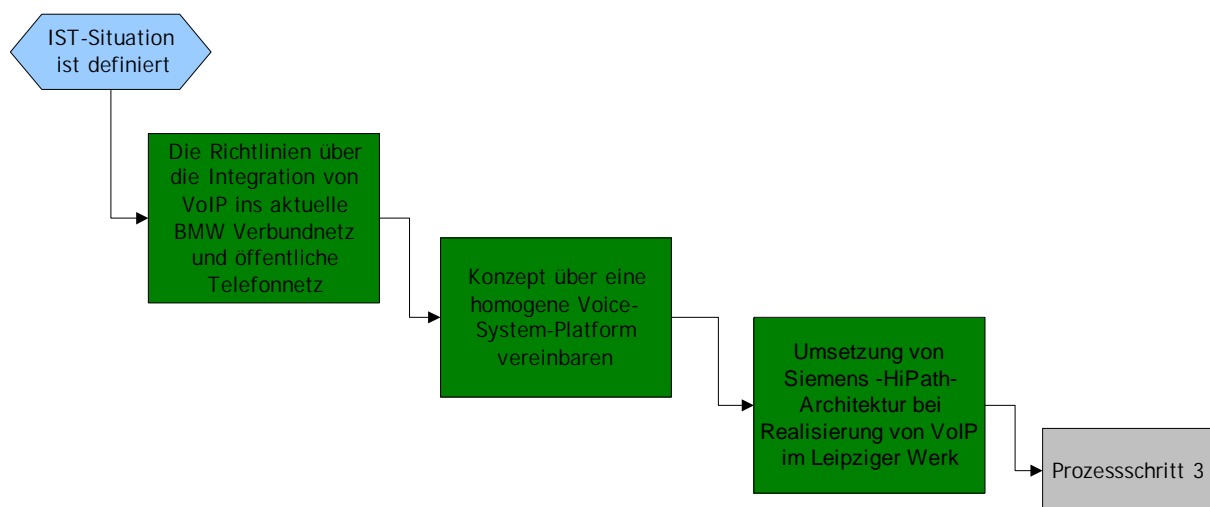 IST-Situation
ist definiert
Die Richtlinien über
die Integration von
VoIP ins aktuelle
BMW Verbundnetz
und öffentliche
Telefonnetz
Konzept über eine
homogene Voice-
System-Platform
vereinbaren
Umsetzung von
Siemens -HiPath-
Architektur bei
Realisierung von VoIP
im Leipziger Werk
Prozessschritt 3